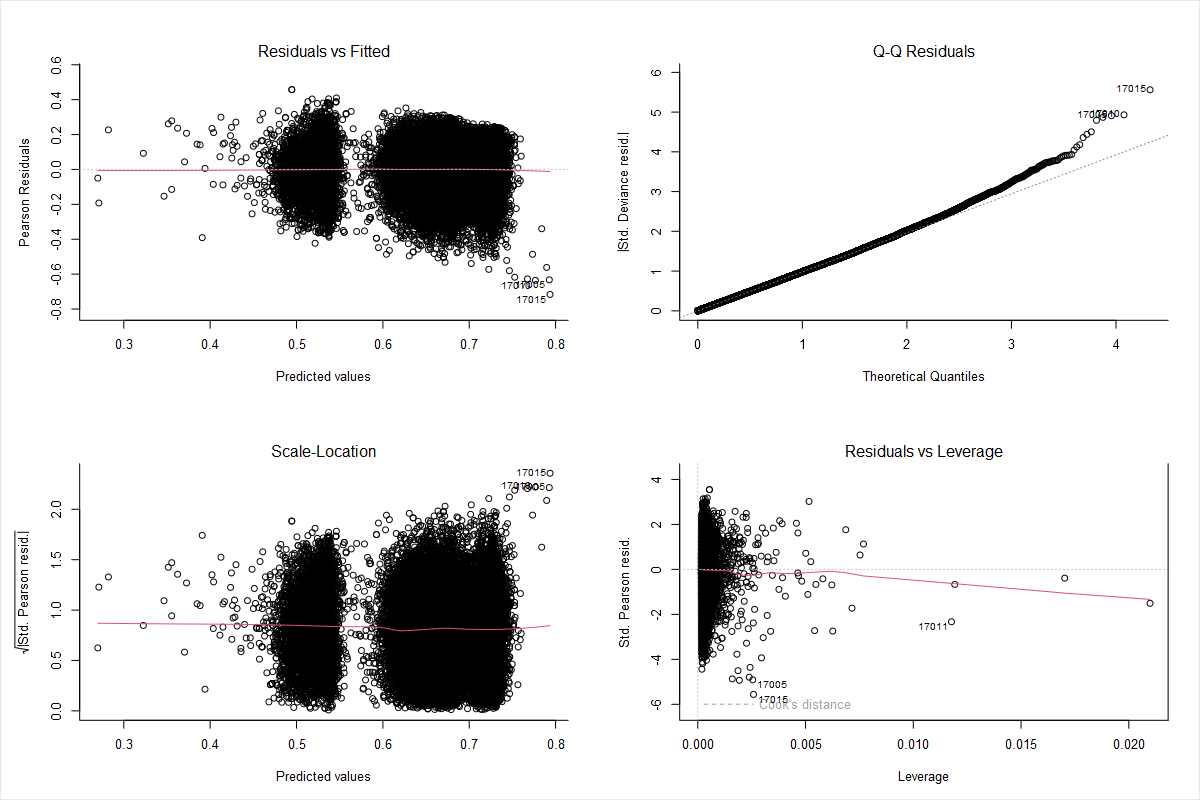 Residuals vs Fitted
Pearson Residuals
0.6
0.4
0.2
0.0
-0.2
-0.4
-0.6
-0.8
17005
17015
0.3 0.4 0.5 0.6 0.7 0.8
Predicted values
Q-Q Residuals
|Std. Deviance resid.|
6
5
4
3
2
1
0
17015
0 1 2 3 4
Theoretical Quantiles
Scale-Location
√|Std. Pearson resid.|
2.0
1.5
1.0
0.5
0.0
17015
17005
0.3 0.4 0.5 0.6 0.7 0.8
Predicted values
Residuals vs Leverage
Std. Pearson resid.
4
2
0
-2
-4
-6
17011
17005
17015
Cook's distance
0.000 0.005 0.010 0.015 0.020
Leverage